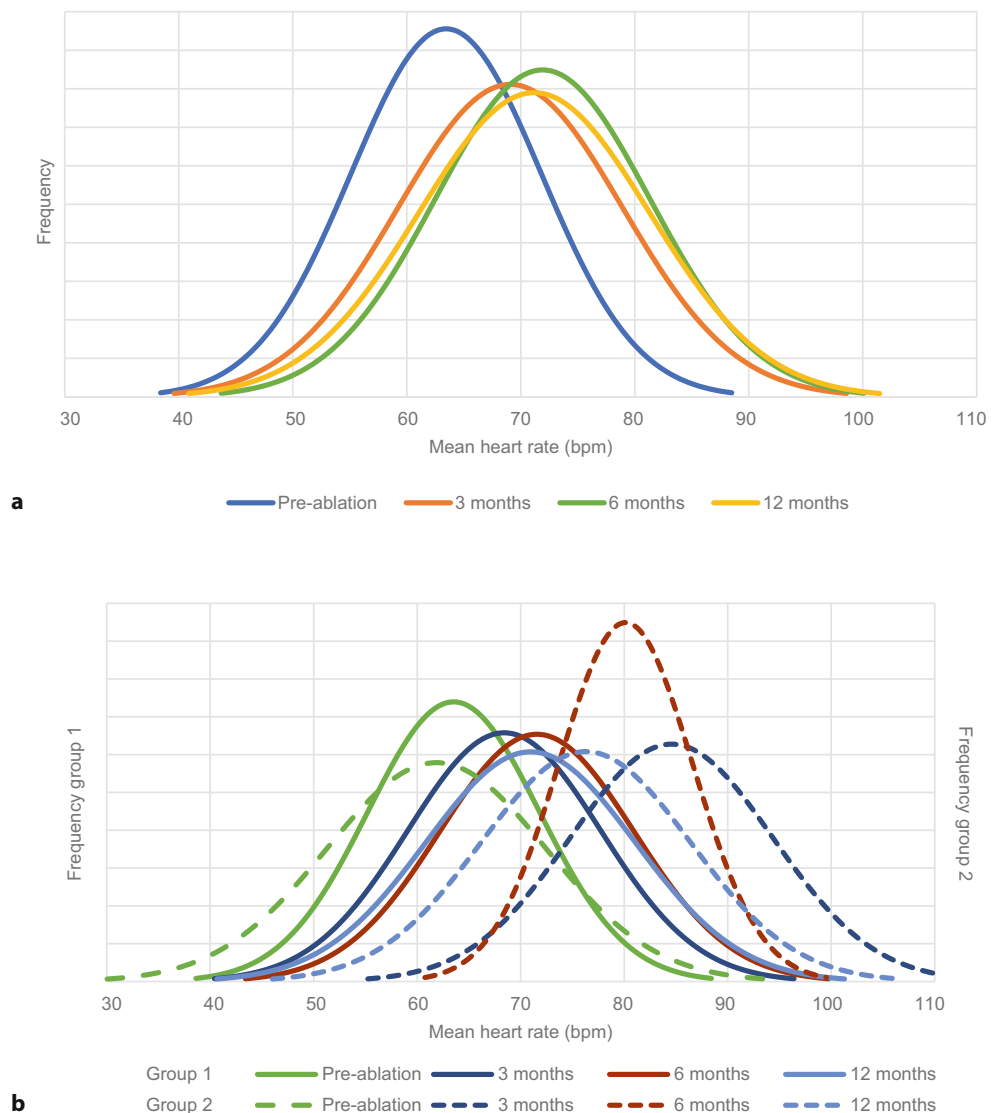 Frequency
30 40 50 60 70 80 90 100 110
Mean heart rate (bpm)
a
Pre-ablation 3 months 6 months 12 months
Frequency group 1
Frequency group 2
30 40 50 60 70 80 90 100 110
Mean heart rate (bpm)
Group 1 Pre-ablation 3 months 6 months 12 months
b
Group 2 Pre-ablation 3 months 6 months 12 months